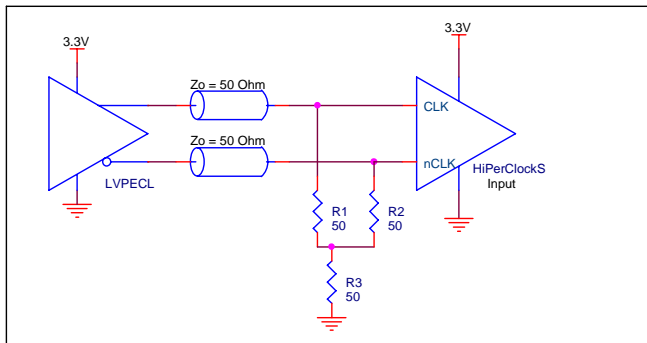 3.3V
3.3V
Zo = 50 Ohm
CLK
Zo = 50 Ohm
nCLK
LVPECL
HiPerClockS
Input
R1
50
R2
50
R3
50